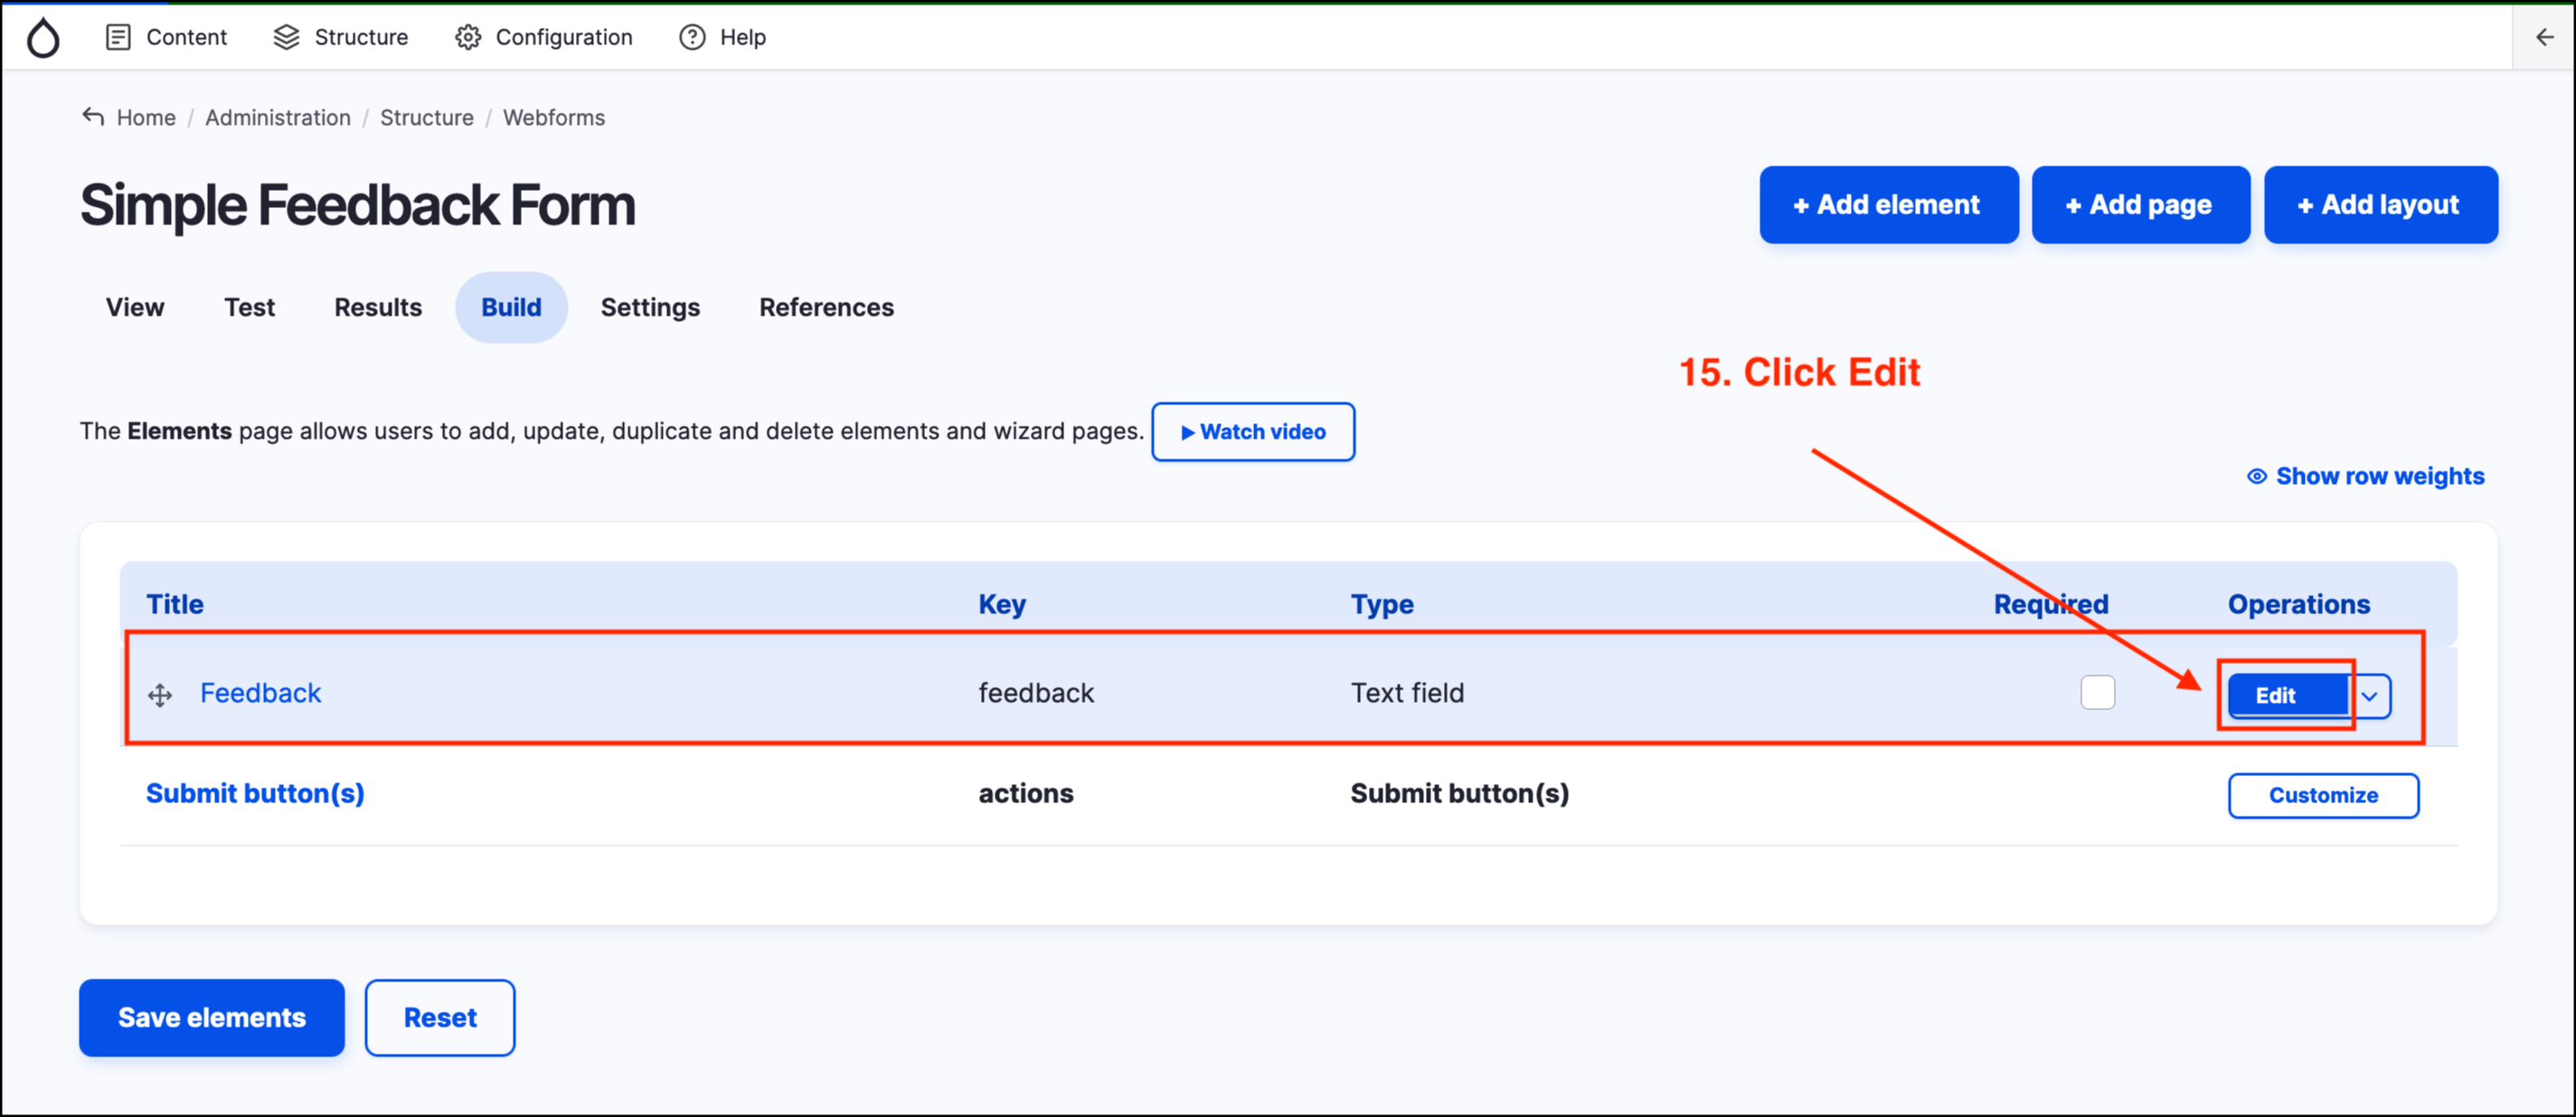 Content Structure Configuration Help
Home / Administration / Structure / Webforms
Simple Feedback Form
+ Add element + Add page + Add layout
View Test Results Build Settings References
15. Click Edit
The Elements page allows users to add, update, duplicate and delete elements and wizard pages. Watch video
Show row weights
Title Key Type Required Operations
Feedback feedback Text field Edit
Submit button(s) actions Submit button(s) Customize
Save elements Reset